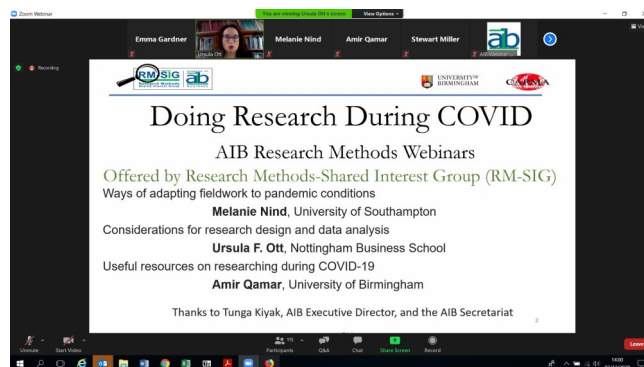 Zoom Webinar
You are viewing Ursula Ott's screen
View Options
Emma Gardner
Melanie Nind
Amir Qamar
Stewart Miller
aib
Ursula Ott
Recording
RM SIG
aib
UNIVERSITY OF
BIRMINGHAM
CARMA
Doing Research During COVID
AIB Research Methods Webinars
Offered by Research Methods-Shared Interest Group (RM-SIG)
Ways of adapting fieldwork to pandemic conditions
Melanie Nind, University of Southampton
Considerations for research design and data analysis
Ursula F. Ott, Nottingham Business School
Useful resources on researching during COVID-19
Amir Qamar, University of Birmingham
Thanks to Tunga Kiyak, AIB Executive Director, and the AIB Secretariat
2
Unmute
Start Video
Participants
Q&A
Chat
Share Screen
Record
Leave
14:00